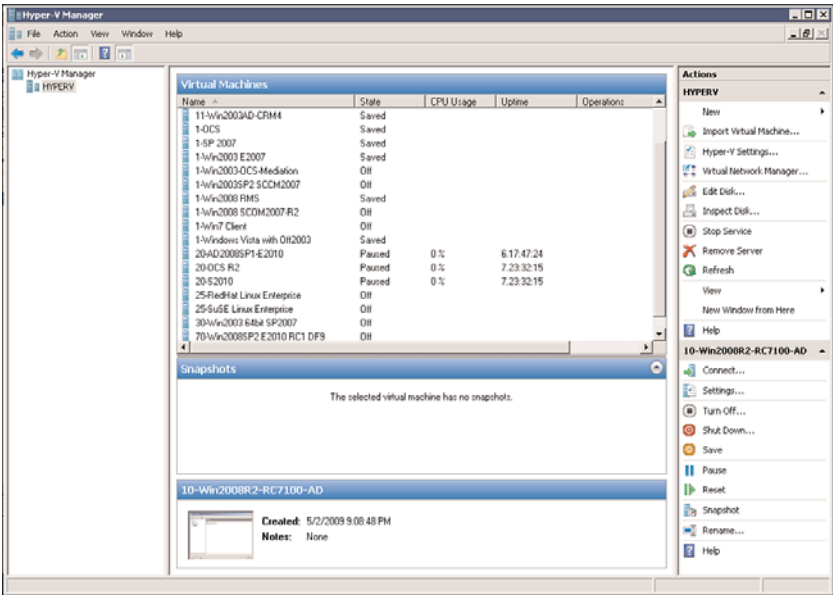 Hyper-V Manager
File Action View Window Help
Hyper-V Manager
HYPERV
Virtual Machines
Name State CPU Usage Uptime Operations
11-Win2003AD-CRM4 Saved
1-OCS Saved
1-SP 2007 Saved
1-Win2003 E2007 Saved
1-Win2003-OCS-Mediation Off
1-Win2003SP2 SCCM2007 Off
1-Win2008 RMS Saved
1-Win2008 SCOM2007-R2 Off
1-Win7 Client Off
1-Windows Vista with Off2003 Saved
20-AD2008SP1-E2010 Paused 0 % 6.17:47:24
20-OCS R2 Paused 0 % 7.23:32:15
20-S2010 Paused 0 % 7.23:32:15
25-RedHat Linux Enterprise Off
25-SuSE Linux Enterprise Off
30-Win2003 64bit SP2007 Off
70-Win2008SP2 E2010 RC1 DF9 Off
Snapshots
The selected virtual machine has no snapshots.
10-Win2008R2-RC7100-AD
Created: 5/2/2009 9:08:48 PM
Notes: None
Actions
HYPERV
New
Import Virtual Machine...
Hyper-V Settings...
Virtual Network Manager...
Edit Disk...
Inspect Disk...
Stop Service
Remove Server
Refresh
View
New Window from Here
Help
10-Win2008R2-RC7100-AD
Connect...
Settings...
Turn Off...
Shut Down...
Save
Pause
Reset
Snapshot
Rename...
Help